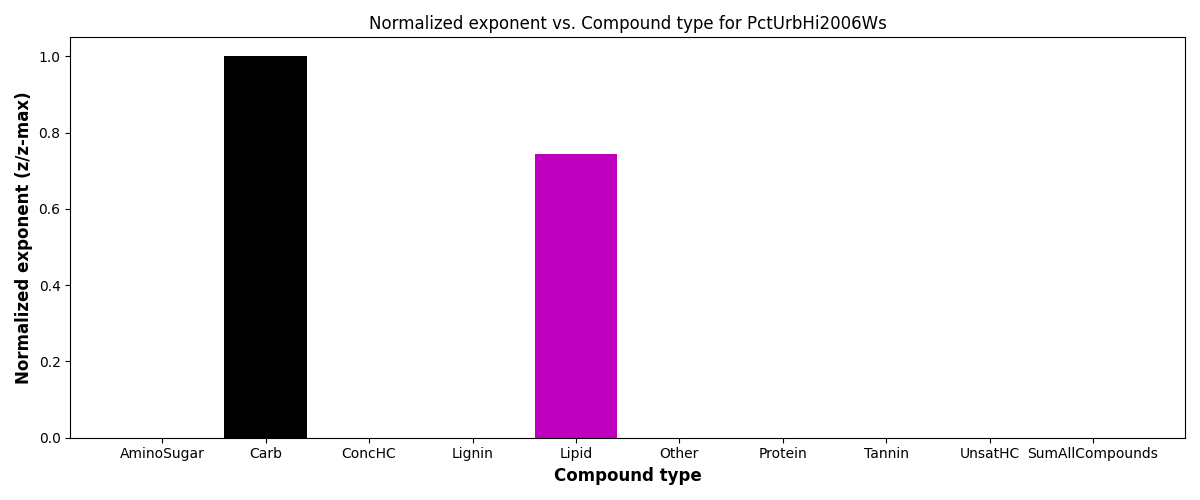 Normalized exponent vs. Compound type for PctUrbHi2006Ws
Normalized exponent (z/z-max)
1.0
0.8
0.6
0.4
0.2
0.0
AminoSugar Carb ConcHC Lignin Lipid Other Protein Tannin UnsatHC SumAllCompounds
Compound type